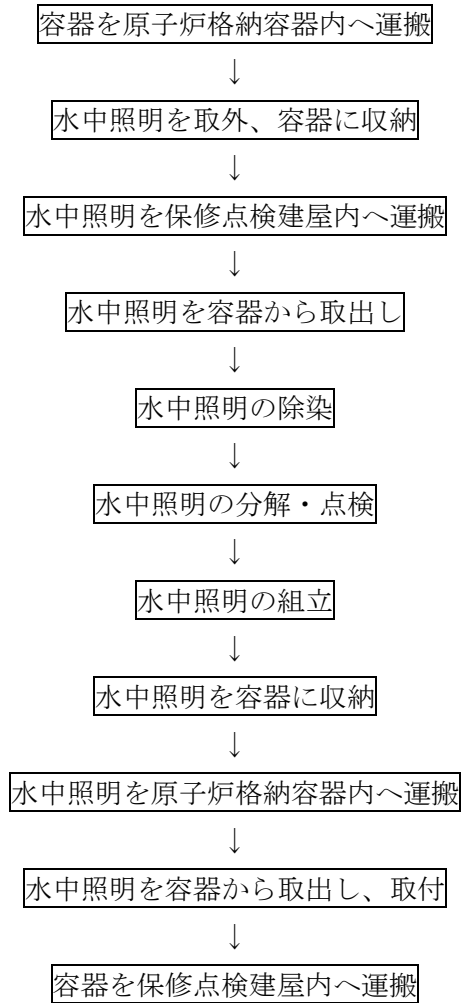 容器を原子炉格納容器内へ運搬
↓
水中照明を取外、容器に収納
↓
水中照明を保修点検建屋内へ運搬
↓
水中照明を容器から取出し
↓
水中照明の除染
↓
水中照明の分解・点検
↓
水中照明の組立
↓
水中照明を容器に収納
↓
水中照明を原子炉格納容器内へ運搬
↓
水中照明を容器から取出し、取付
↓
容器を保修点検建屋内へ運搬